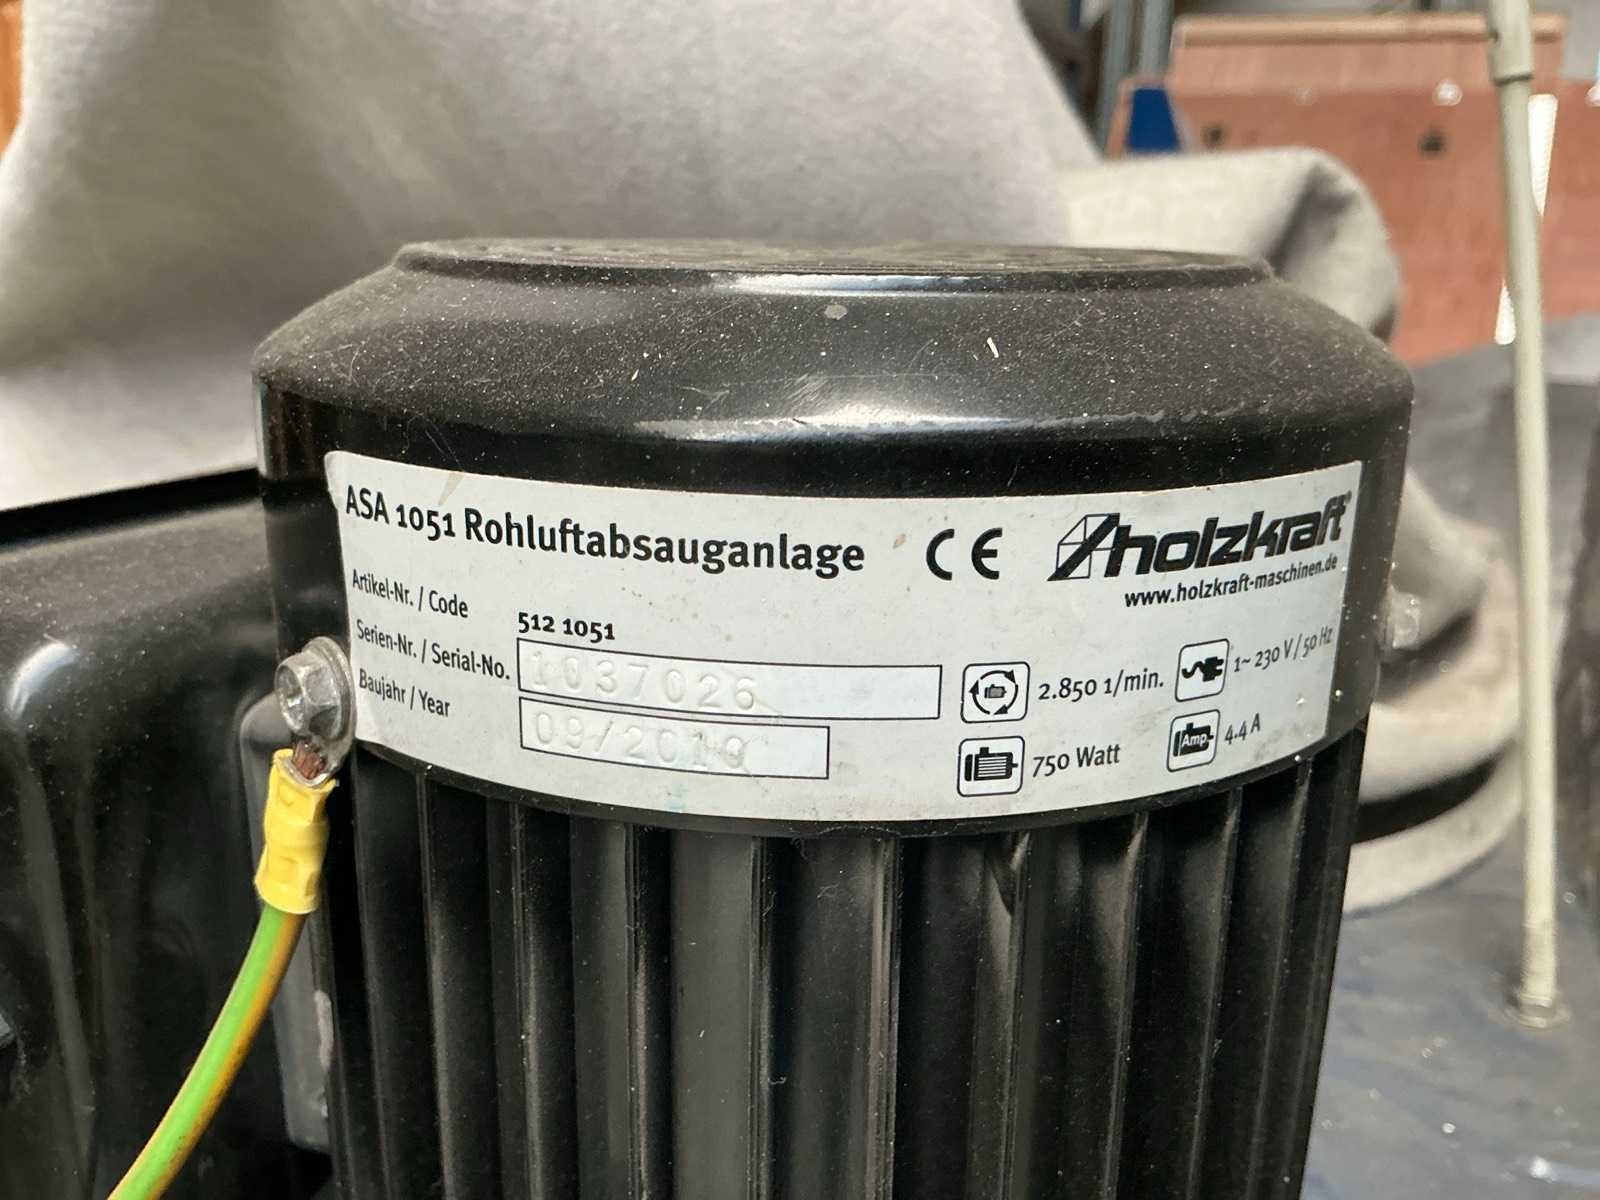 ASA 1051 Rohluftabsauganlage
CE
holzkraft®
www.holzkraft-maschinen.de
Artikel-Nr. / Code 512 1051
Serien-Nr. / Serial-No. 1037026
Baujahr / Year 09/2019
2.850 1/min.
1~ 230 V / 50 Hz
750 Watt
Amp 4.4 A